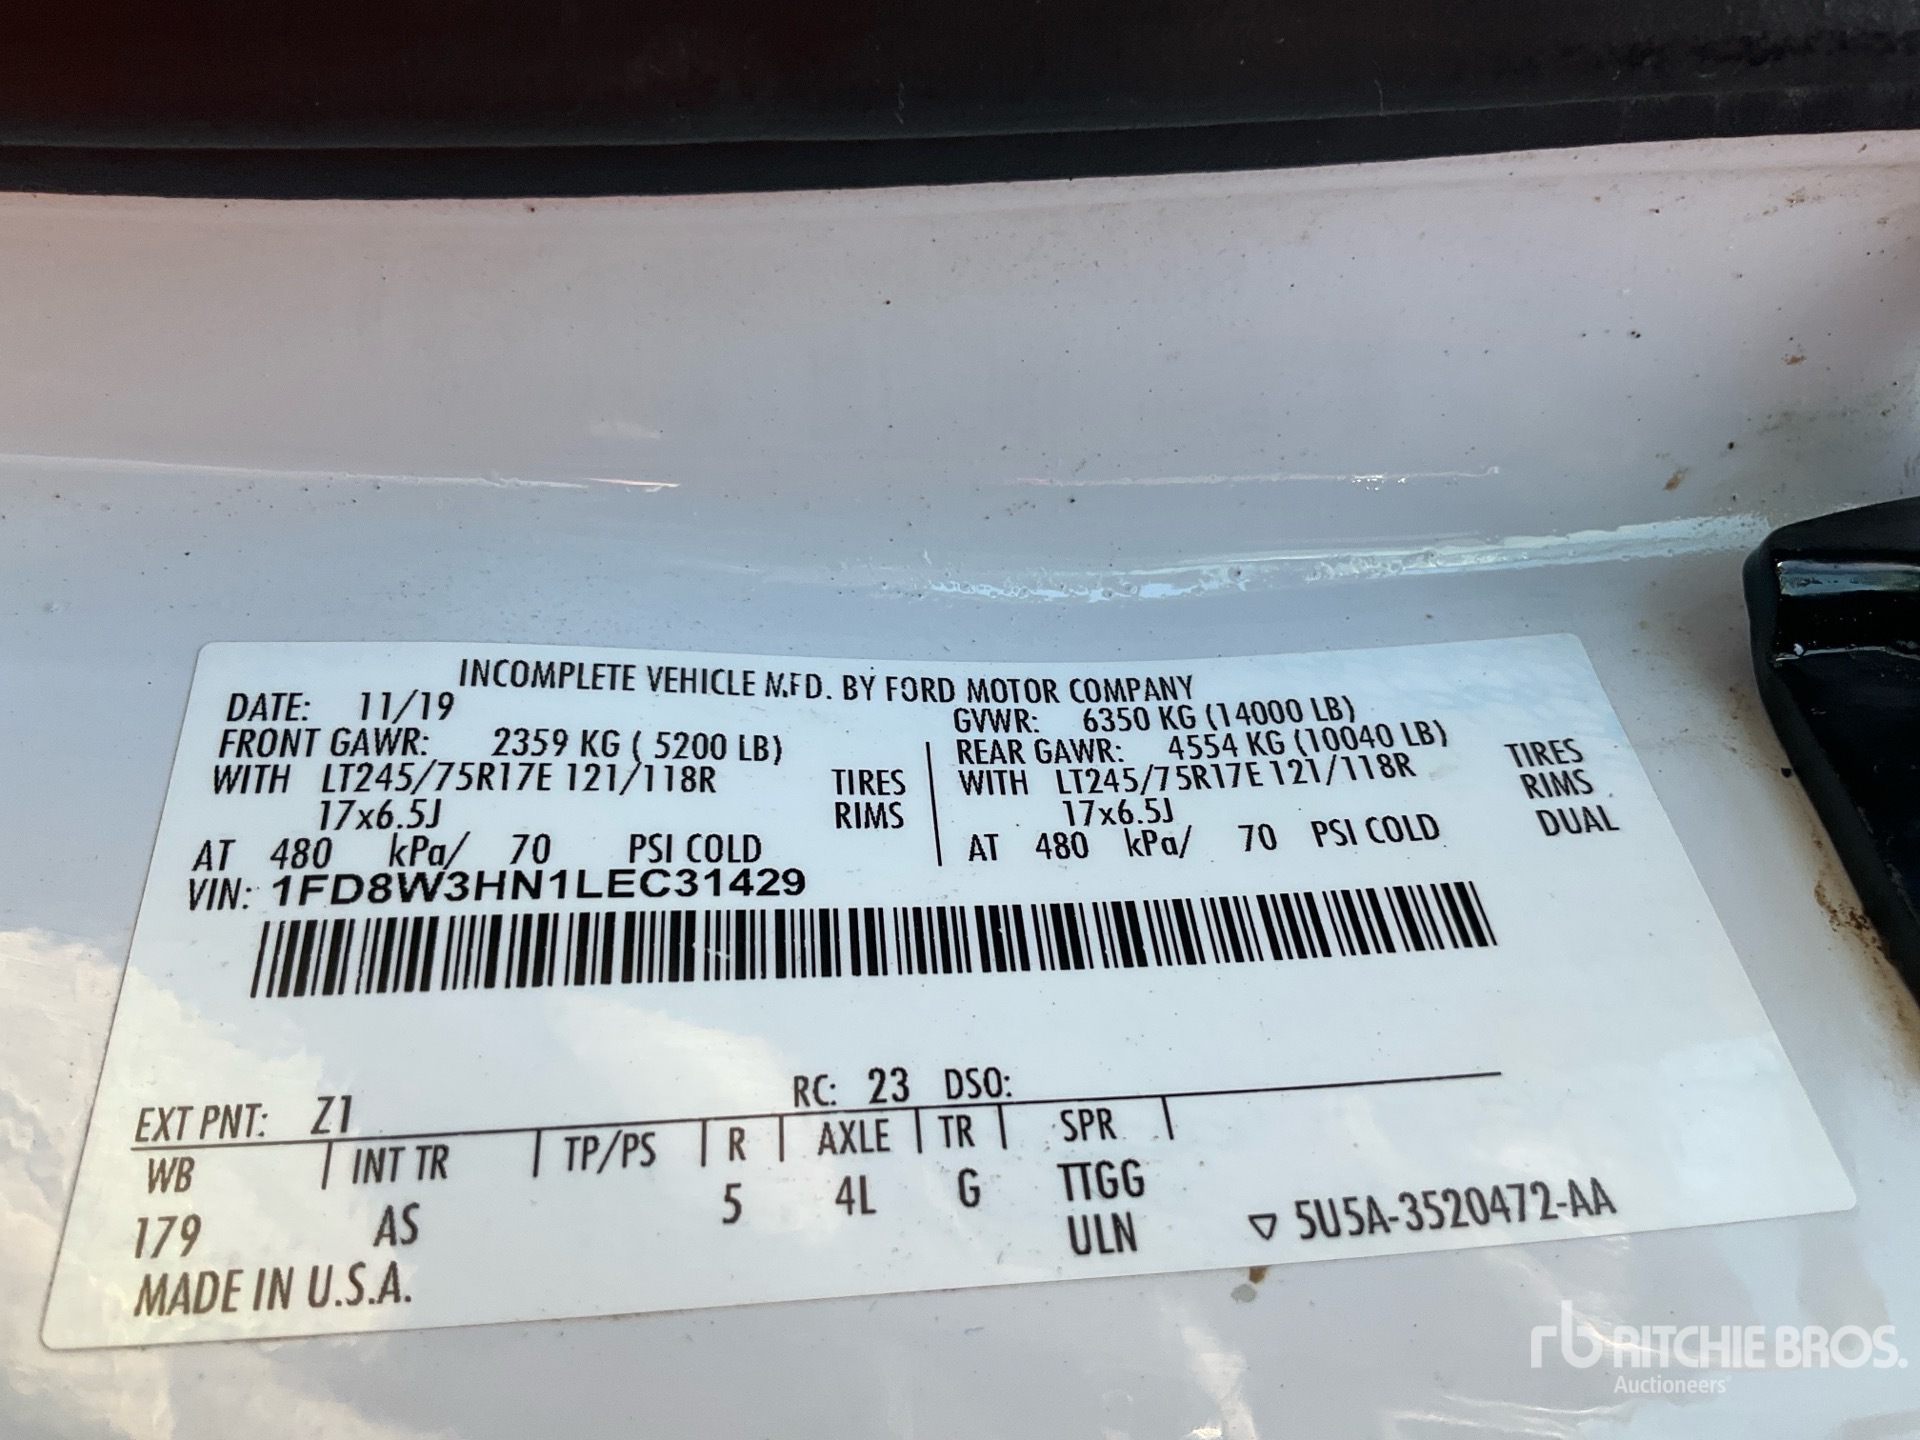 INCOMPLETE VEHICLE MFD. BY FORD MOTOR COMPANY
DATE: 11/19 GVWR: 6350 KG (14000 LB)
FRONT GAWR: 2359 KG ( 5200 LB) REAR GAWR: 4554 KG (10040 LB)
WITH LT245/75R17E 121/118R TIRES WITH LT245/75R17E 121/118R TIRES
17x6.5J RIMS 17x6.5J RIMS
AT 480 kPa/ 70 PSI COLD AT 480 kPa/ 70 PSI COLD DUAL
VIN: 1FD8W3HN1LEC31429
EXT PNT: Z1 RC: 23 DSO:
WB INT TR TP/PS R AXLE TR SPR
179 AS 5 4L G TTGG
ULN
5U5A-3520472-AA
MADE IN U.S.A.
rb RITCHIE BROS.
Auctioneers